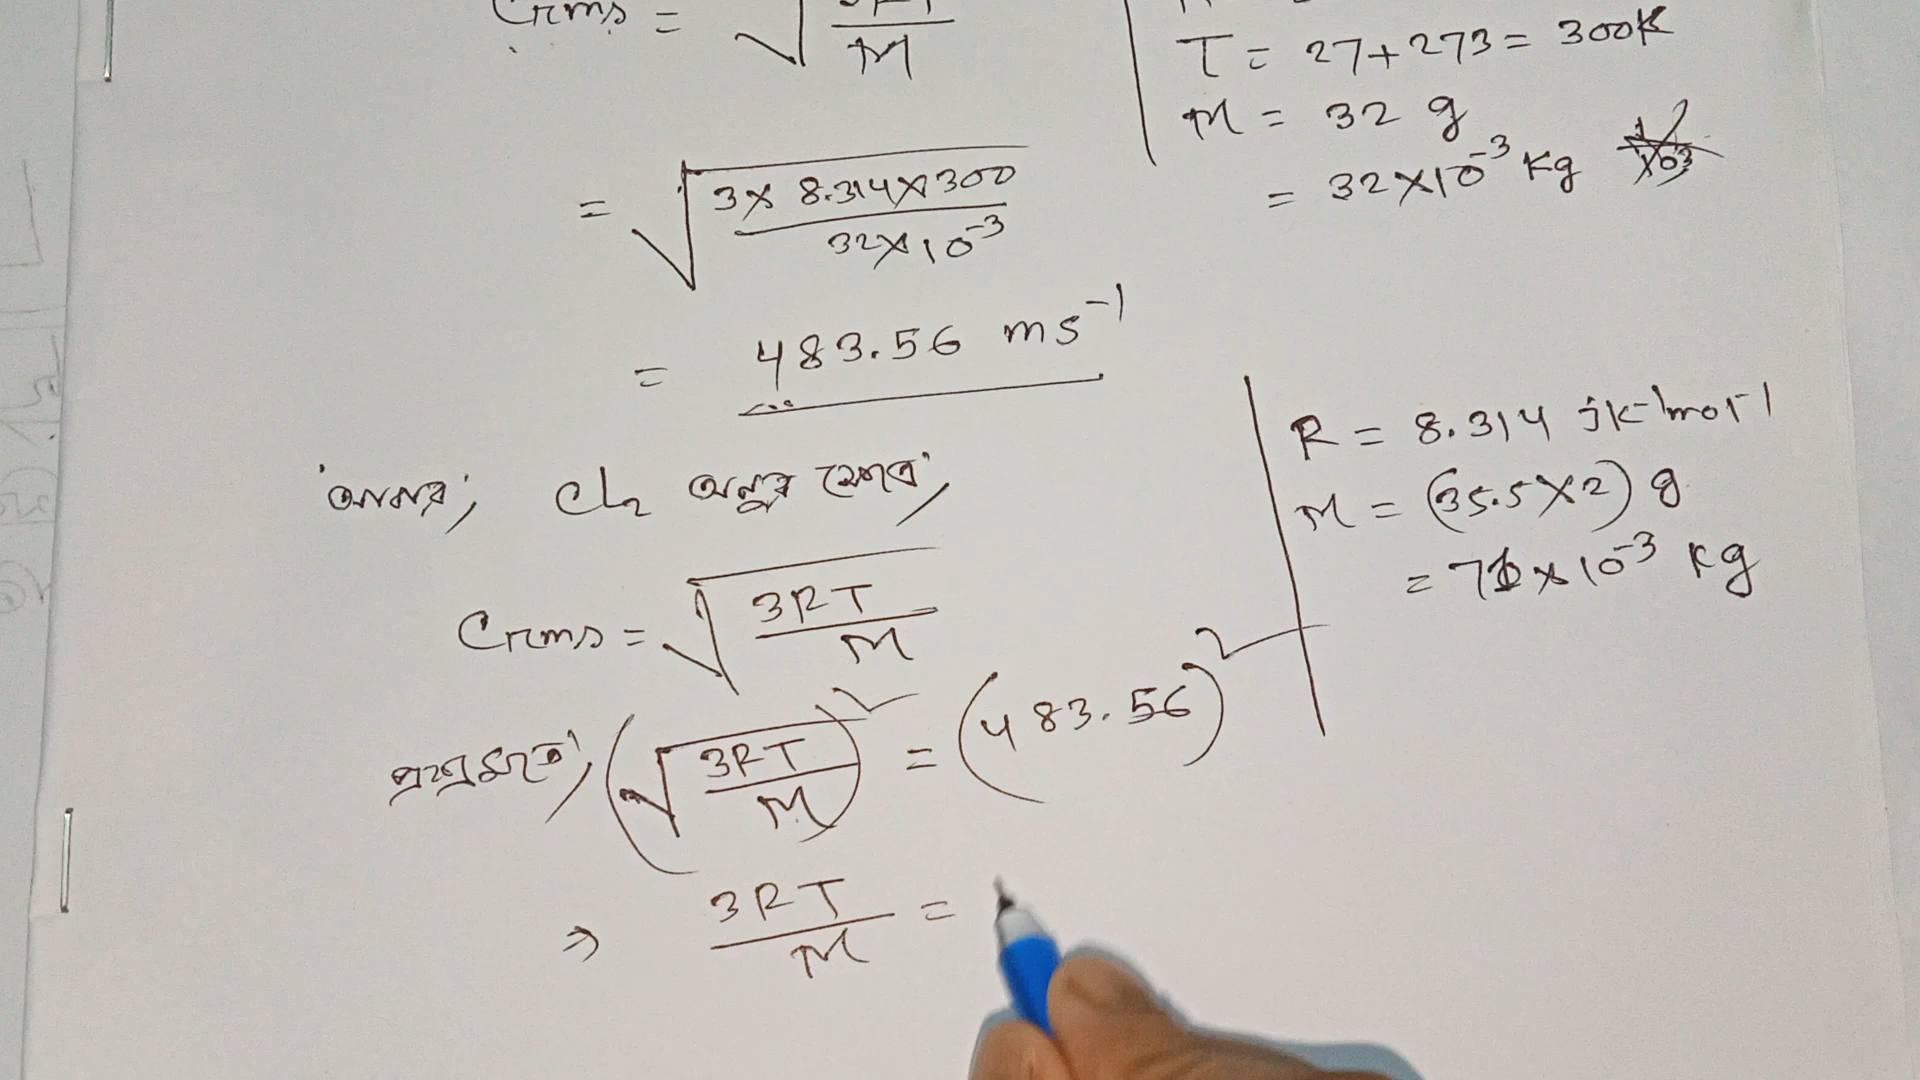 Crms = √3RT/M
T = 27+273 = 300K
M = 32 g
= 32×10⁻³ kg
= √3× 8.314×300/32×10⁻³
= 483.56 ms⁻¹
R = 8.314 jk⁻¹mol⁻¹
M = (35.5×2) g
= 71×10⁻³ kg
আবার, Cl₂ অনুর ক্ষেত্রে,
Crms = √3RT/M
প্রশ্নমতে, (√3RT/M)² = (483.56)²
⇒ 3RT/M =